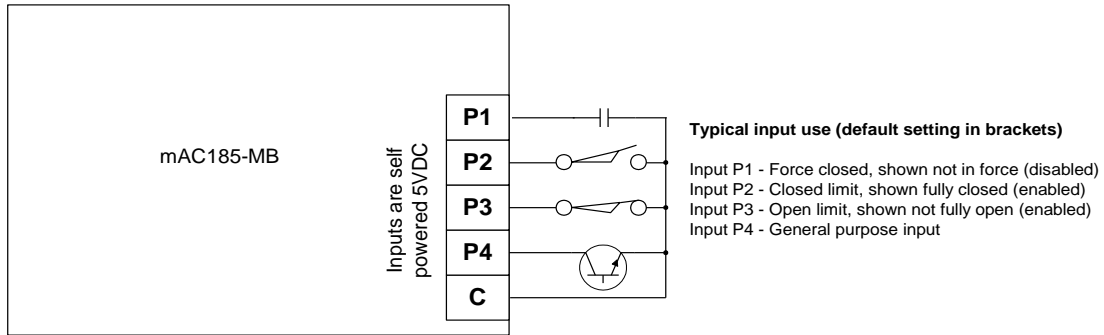 mAC185-MB
Inputs are self
powered 5VDC
P1
P2
P3
P4
C
Typical input use (default setting in brackets)
Input P1 - Force closed, shown not in force (disabled)
Input P2 - Closed limit, shown fully closed (enabled)
Input P3 - Open limit, shown not fully open (enabled)
Input P4 - General purpose input